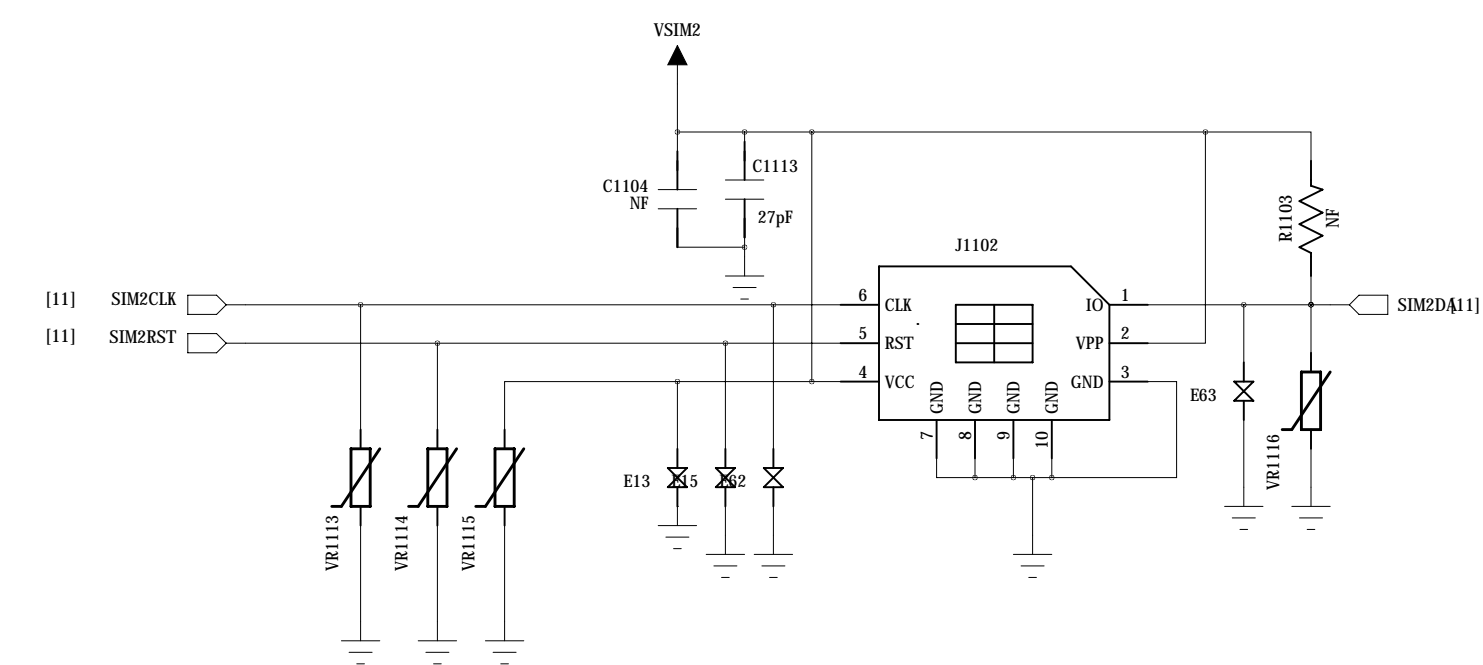 VSIM2
C1113
C1104
NF
27pF
R1103
NF
J1102
[11] SIM2CLK
6 CLK
IO 1
SIM2DA[11]
[11] SIM2RST
5 RST
VPP 2
4 VCC
GND 3
GND GND GND GND
7 8 9 10
E63
VR1116
E13 E15 E62
VR1113 VR1114 VR1115